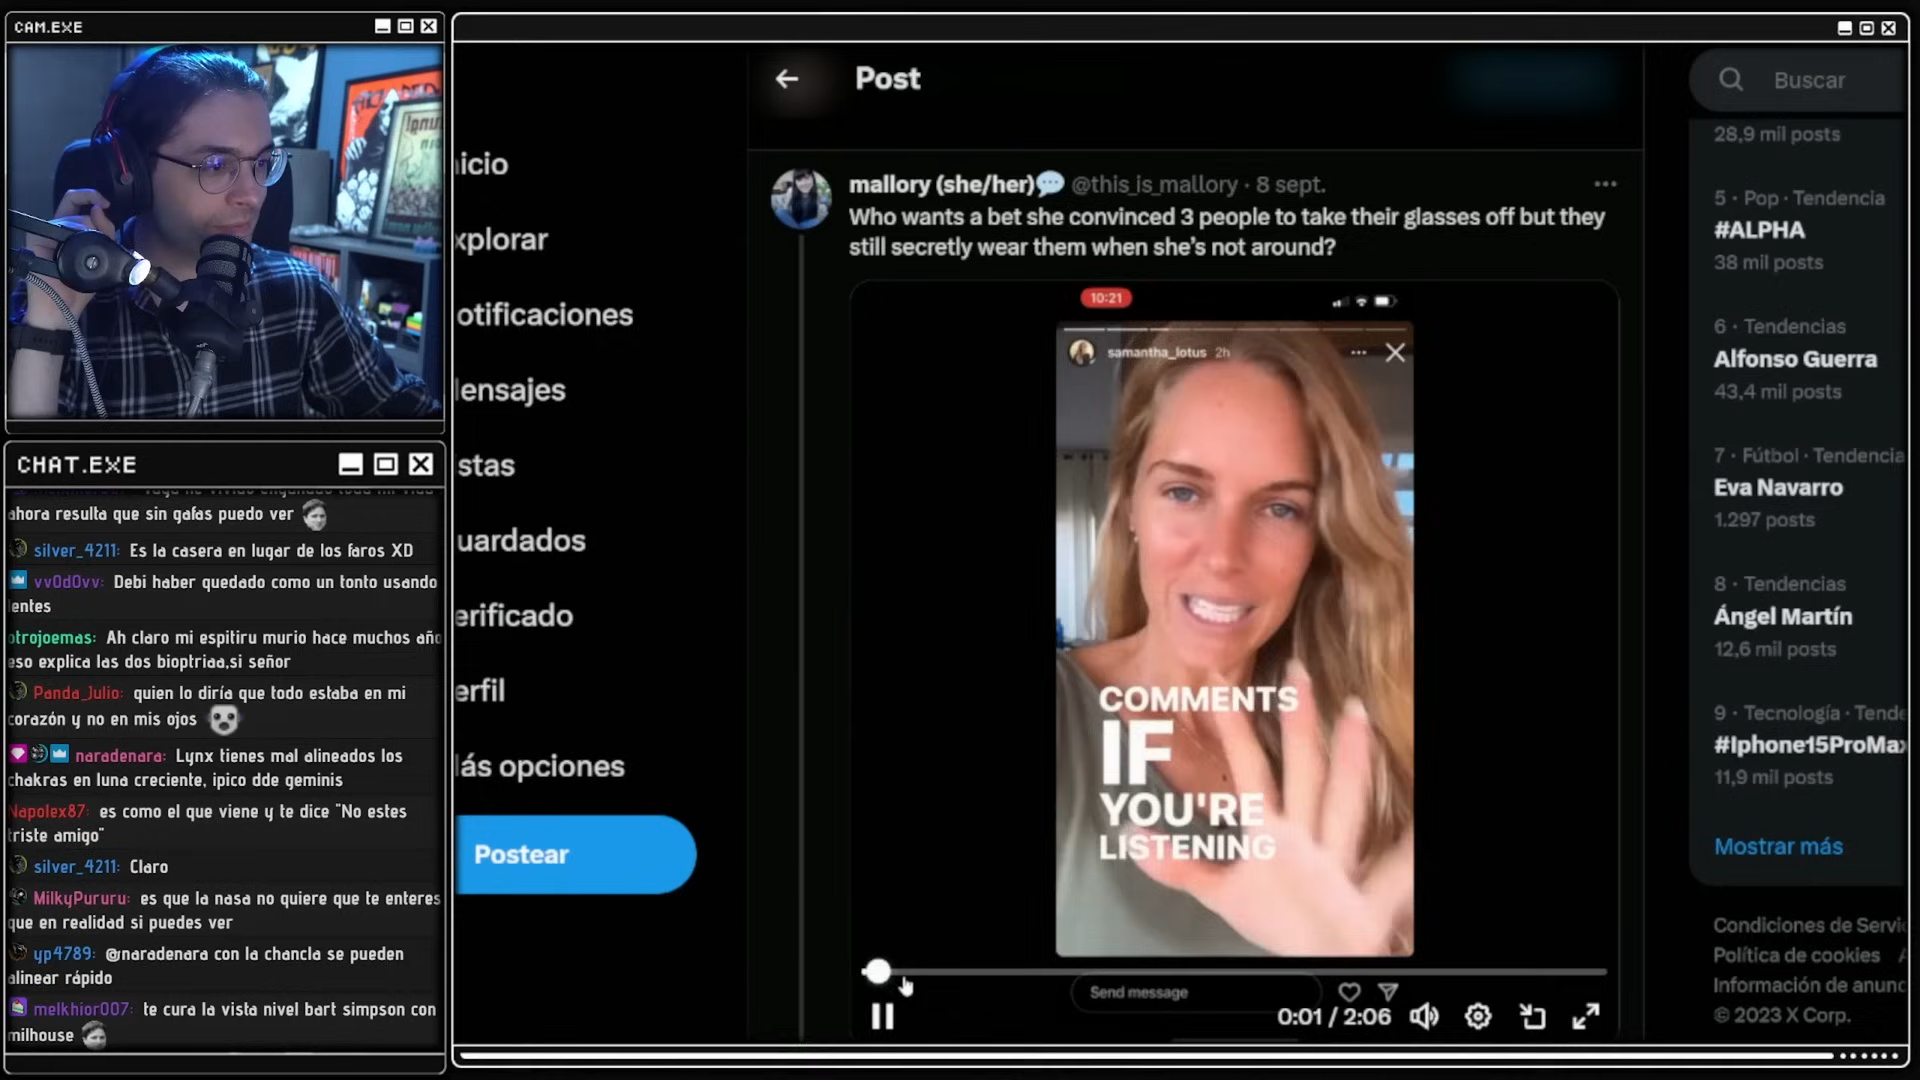 CAM.EXE
CHAT.EXE
ahora resulta que sin gafas puedo ver
silver_4211: Es la casera en lugar de los faros XD
vv0d0vv: Debi haber quedado como un tonto usando
lentes
otrojoemas: Ah claro mi espitiru murio hace muchos año
eso explica las dos bioptriaa,si señor
Panda_Julio: quien lo diría que todo estaba en mi
corazón y no en mis ojos
naradenara: Lynx tienes mal alineados los
chakras en luna creciente, ipico dde geminis
Napolex87: es como el que viene y te dice "No estes
triste amigo"
silver_4211: Claro
MilkyPururu: es que la nasa no quiere que te enteres
que en realidad si puedes ver
yp4789: @naradenara con la chancla se pueden
alinear rápido
melkhior007: te cura la vista nivel bart simpson con
milhouse
nicio
xplorar
otificaciones
lensajes
istas
uardados
erificado
erfil
lás opciones
Postear
Post
mallory (she/her) @this_is_mallory · 8 sept.
Who wants a bet she convinced 3 people to take their glasses off but they
still secretly wear them when she's not around?
10:21
samantha_lotus 2h
COMMENTS
IF
YOU'RE
LISTENING
Send message
0:01 / 2:06
Buscar
28,9 mil posts
5 · Pop · Tendencia
#ALPHA
38 mil posts
6 · Tendencias
Alfonso Guerra
43,4 mil posts
7 · Fútbol · Tendencia
Eva Navarro
1.297 posts
8 · Tendencias
Ángel Martín
12,6 mil posts
9 · Tecnología · Tende
#Iphone15ProMax
11,9 mil posts
Mostrar más
Condiciones de Servi
Política de cookies A
Información de anunc
© 2023 X Corp.